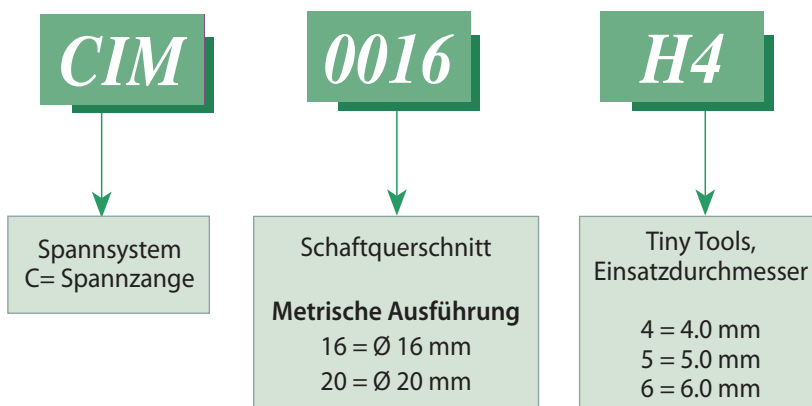 CIM
0016
H4
Spannsystem
C= Spannzange
Schaftquerschnitt
Metrische Ausführung
16 = Ø 16 mm
20 = Ø 20 mm
Tiny Tools,
Einsatzdurchmesser
4 = 4.0 mm
5 = 5.0 mm
6 = 6.0 mm